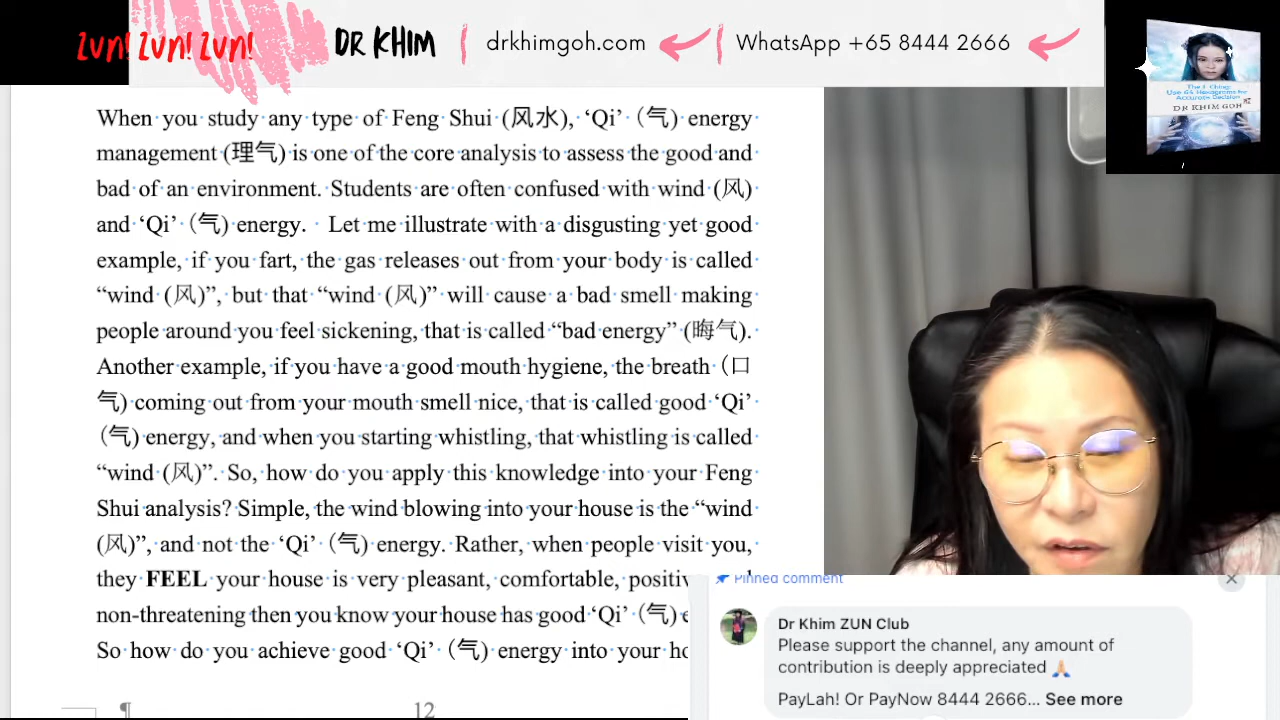 zun! zun! zun!
DR KHIM
drkhimgoh.com
WhatsApp +65 8444 2666
The I Ching:
Use 64 Hexagrams for
Accurate Decision
DR KHIM GOH
When you study any type of Feng Shui (风水), ‘Qi’ (气) energy
management (理气) is one of the core analysis to assess the good and
bad of an environment. Students are often confused with wind (风)
and ‘Qi’ (气) energy. Let me illustrate with a disgusting yet good
example, if you fart, the gas releases out from your body is called
“wind (风)”, but that “wind (风)” will cause a bad smell making
people around you feel sickening, that is called “bad energy” (晦气).
Another example, if you have a good mouth hygiene, the breath (口
气) coming out from your mouth smell nice, that is called good ‘Qi’
(气) energy, and when you starting whistling, that whistling is called
“wind (风)”. So, how do you apply this knowledge into your Feng
Shui analysis? Simple, the wind blowing into your house is the “wind
(风)”, and not the ‘Qi’ (气) energy. Rather, when people visit you,
they FEEL your house is very pleasant, comfortable,
non-threatening then you know your house has good ‘Qi’ (气)
So how do you achieve good ‘Qi’ (气) energy into your
12
Pinned comment
Dr Khim ZUN Club
Please support the channel, any amount of
contribution is deeply appreciated 🙏
PayLah! Or PayNow 8444 2666... See more